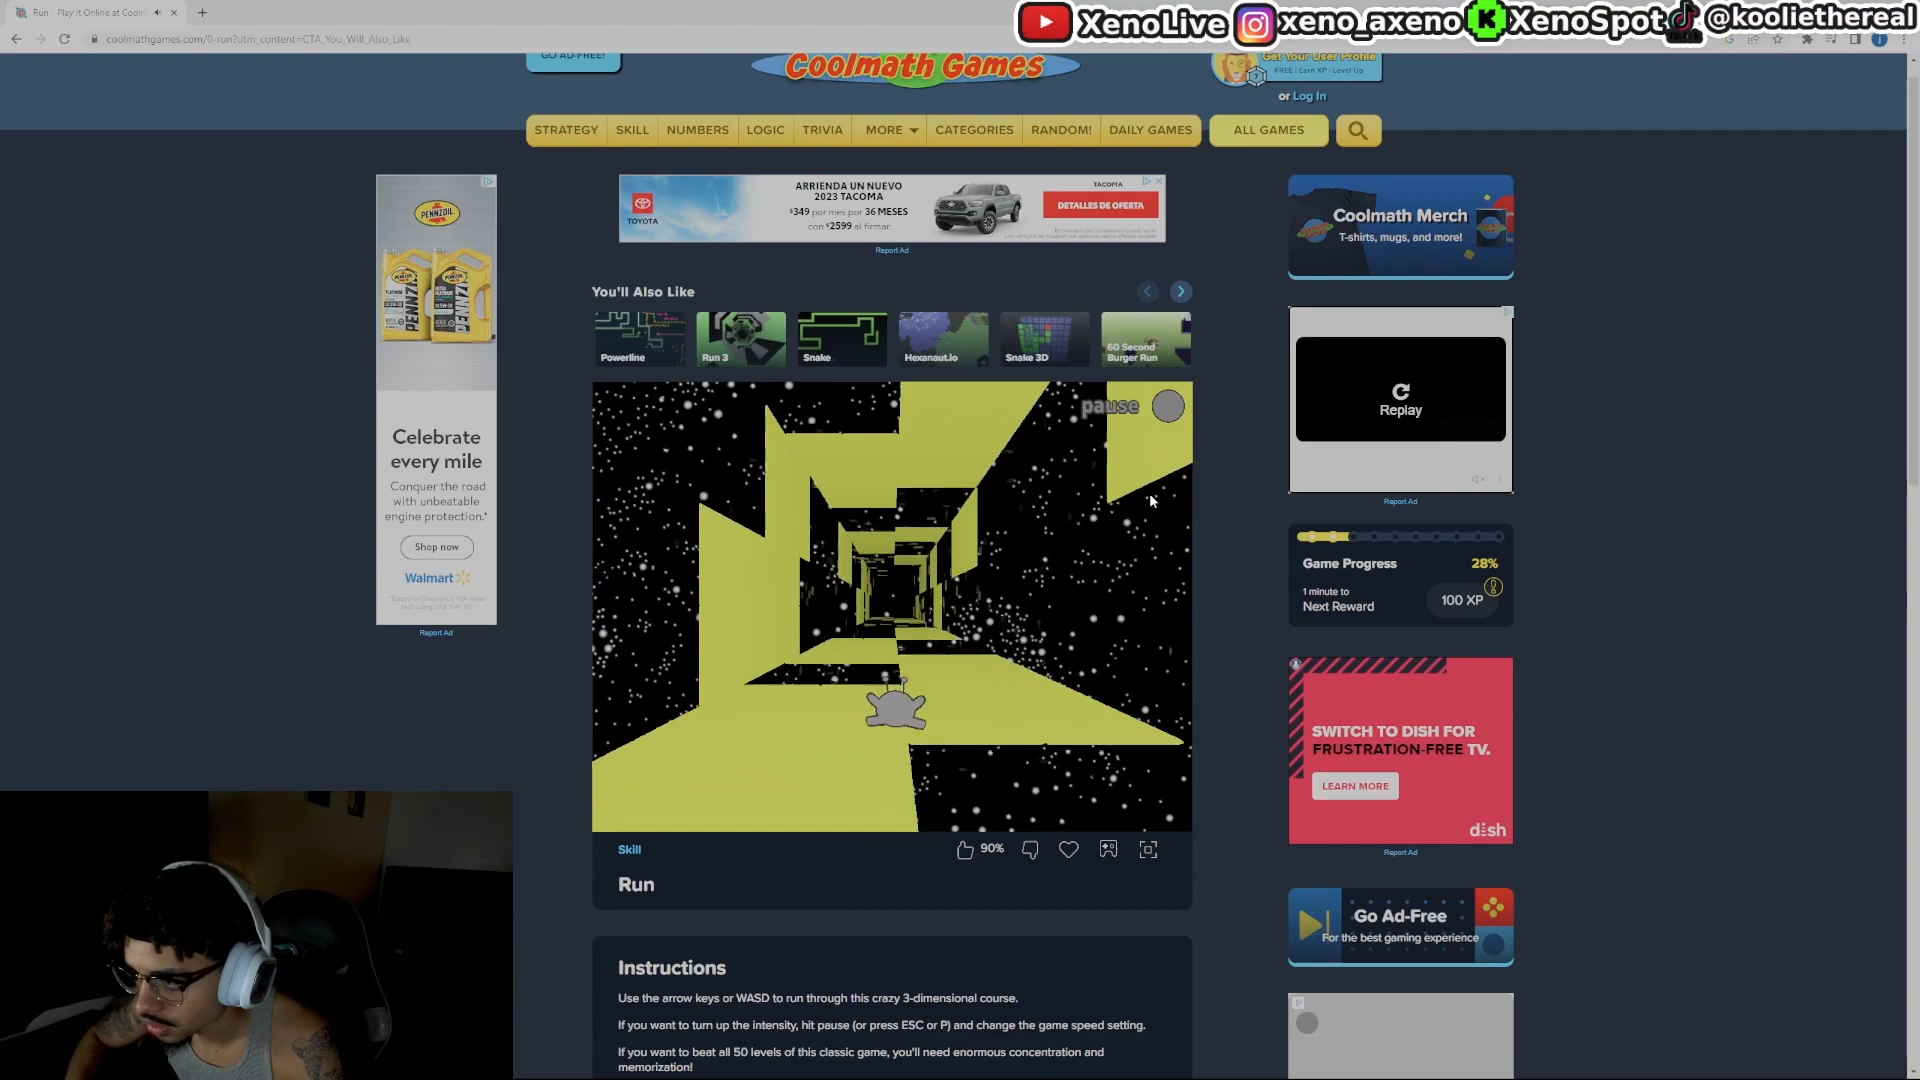 Run - Play it Online at Coolm
coolmathgames.com/0-run?utm_content=CTA_You_Will_Also_Like
XenoLive xeno_axeno K XenoSpot @kooliethereal
GO AD-FREE!
Coolmath Games
Get Your User Profile
FREE | Earn XP | Level Up
or Log In
STRATEGY SKILL NUMBERS LOGIC TRIVIA MORE CATEGORIES RANDOM! DAILY GAMES ALL GAMES
PENNZOIL
Celebrate
every mile
Conquer the road
with unbeatable
engine protection.*
Shop now
Walmart
Report Ad
TOYOTA
ARRIENDA UN NUEVO
2023 TACOMA
$349 por mes por 36 MESES
con $2599 al firmar
TACOMA
DETALLES DE OFERTA
Report Ad
You'll Also Like
Powerline
Run 3
Snake
Hexanaut.io
Snake 3D
60 Second
Burger Run
pause
Skill
90%
Run
Instructions
Use the arrow keys or WASD to run through this crazy 3-dimensional course.
If you want to turn up the intensity, hit pause (or press ESC or P) and change the game speed setting.
If you want to beat all 50 levels of this classic game, you'll need enormous concentration and
memorization!
Coolmath Merch
T-shirts, mugs, and more!
Replay
Report Ad
Game Progress 28%
1 minute to
Next Reward
100 XP
SWITCH TO DISH FOR
FRUSTRATION-FREE TV.
LEARN MORE
dish
Report Ad
Go Ad-Free
For the best gaming experience